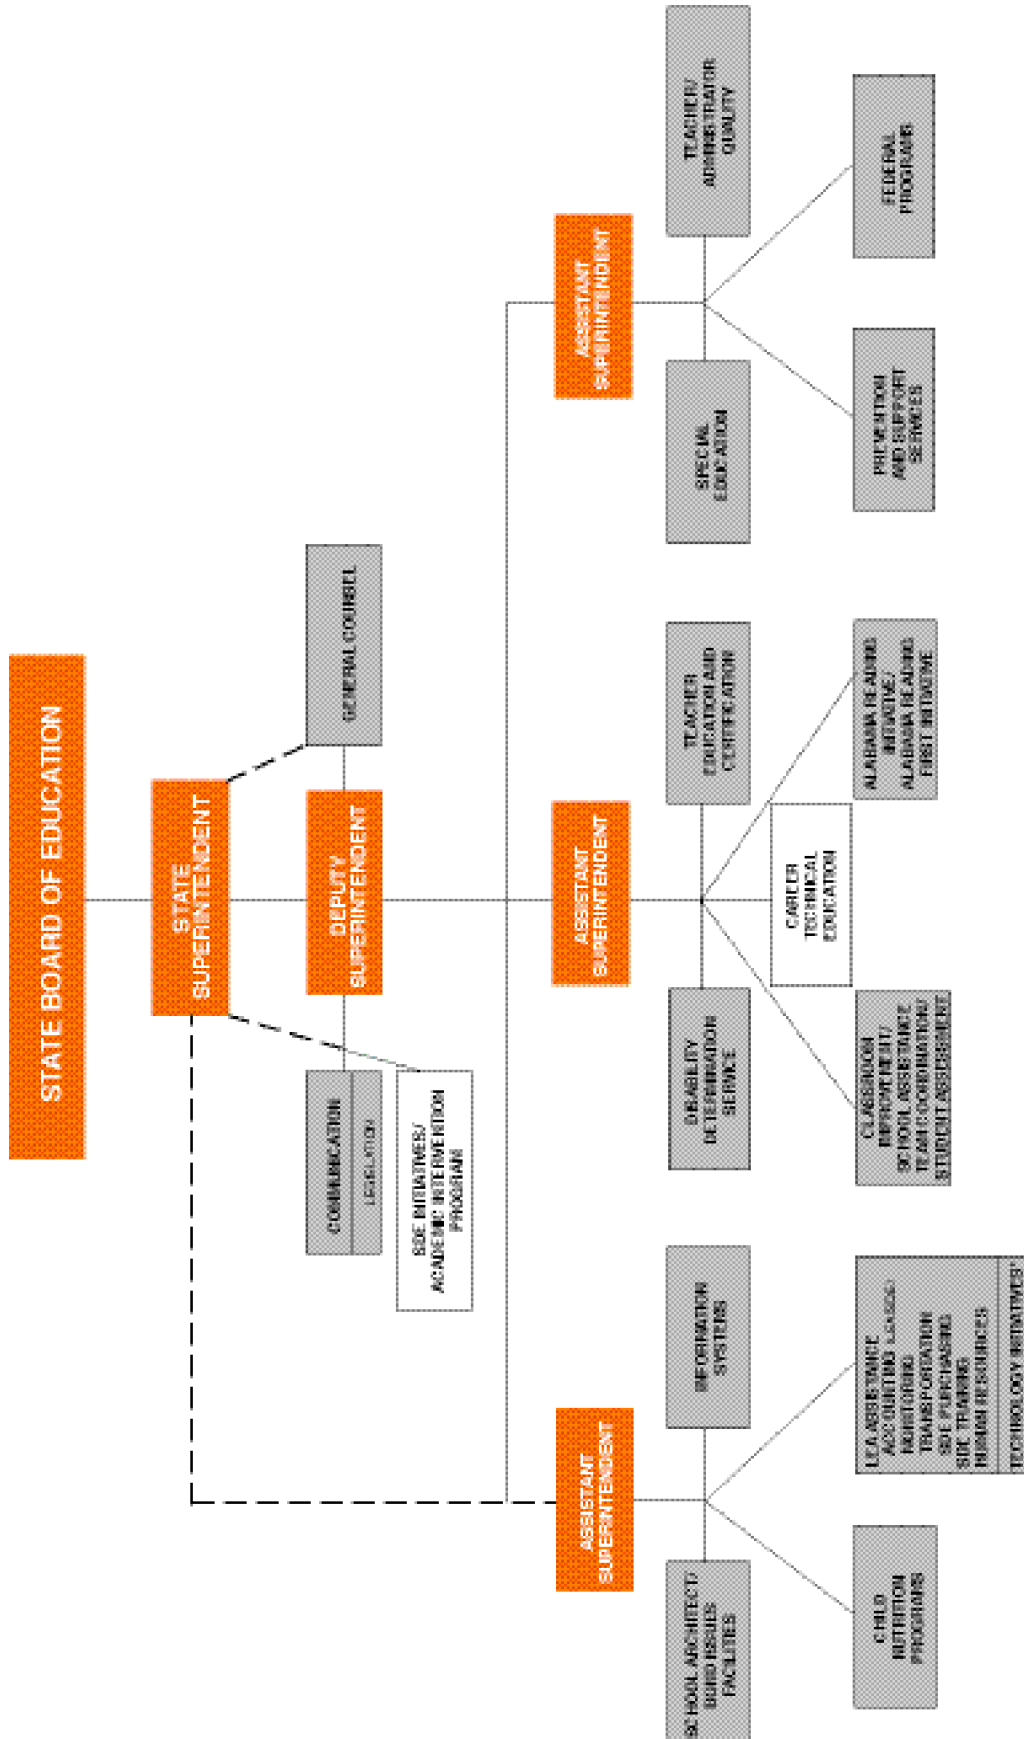 STATE BOARD OF EDUCATION
STATE
SUPERINTENDENT
GENERAL COUNSEL
DEPUTY
SUPERINTENDENT
COMMUNICATION
LEGISLATION
SDE INITIATIVES/
ACADEMIC INTERVENTION
PROGRAM
ASSISTANT
SUPERINTENDENT
ASSISTANT
SUPERINTENDENT
ASSISTANT
SUPERINTENDENT
SCHOOL ARCHITECT/
BOND ISSUES
FACILITIES
INFORMATION
SYSTEMS
CHILD
NUTRITION
PROGRAMS
LEA ASSISTANCE
ACCOUNTING
MONITORING
TRANSPORTATION
SDE PURCHASING
SDE TRAINING
HUMAN RESOURCES
TECHNOLOGY INITIATIVES*
DISABILITY
DETERMINATION
SERVICE
TEACHER
EDUCATION AND
CERTIFICATION
CLASSROOM
IMPROVEMENT/
SCHOOL ASSISTANCE
TEAM COORDINATION/
STUDENT ASSESSMENT
CAREER
TECHNICAL
EDUCATION
ALABAMA READING
INITIATIVE/
ALABAMA READING
FIRST INITIATIVE
SPECIAL
EDUCATION
TEACHER/
ADMINISTRATOR
QUALITY
PREVENTION
AND SUPPORT
SERVICES
FEDERAL
PROGRAMS